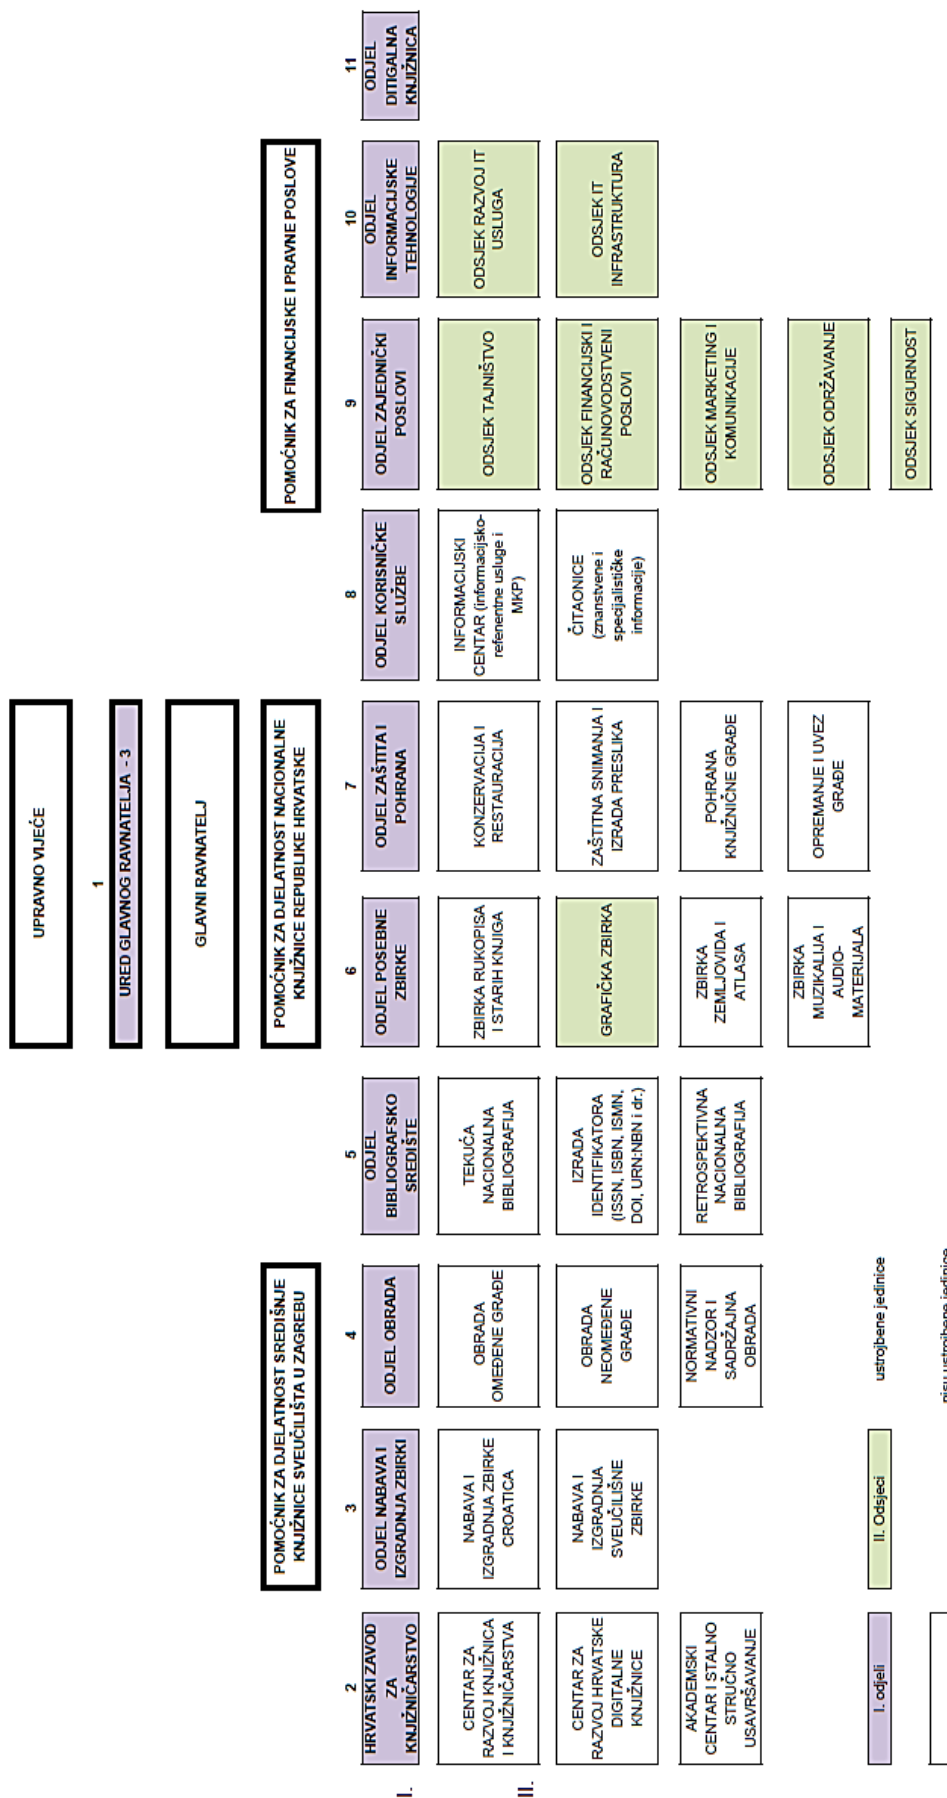 UPRAVNO VIJEĆE
1
URED GLAVNOG RAVNATELJA - 3
GLAVNI RAVNATELJ
POMOĆNIK ZA DJELATNOST SREDIŠNJE
KNJIŽNICE SVEUČILIŠTA U ZAGREBU
POMOĆNIK ZA DJELATNOST NACIONALNE
KNJIŽNICE REPUBLIKE HRVATSKE
POMOĆNIK ZA FINANCIJSKE I PRAVNE POSLOVE
I.
2
HRVATSKI ZAVOD
ZA
KNJIŽNIČARSTVO
3
ODJEL NABAVA I
IZGRADNJA ZBIRKI
4
ODJEL OBRADA
5
ODJEL
BIBLIOGRAFSKO
SREDIŠTE
6
ODJEL POSEBNE
ZBIRKE
7
ODJEL ZAŠTITA I
POHRANA
8
ODJEL KORISNIČKE
SLUŽBE
9
ODJEL ZAJEDNIČKI
POSLOVI
10
ODJEL
INFORMACIJSKE
TEHNOLOGIJE
11
ODJEL
DITIGALNA
KNJIŽNICA
II.
CENTAR ZA
RAZVOJ KNJIŽNICA
I KNJIŽNIČARSTVA
NABAVA I
IZGRADNJA ZBIRKE
CROATICA
OBRADA
OMEĐENE GRAĐE
TEKUĆA
NACIONALNA
BIBLIOGRAFIJA
ZBIRKA RUKOPISA
I STARIH KNJIGA
KONZERVACIJA I
RESTAURACIJA
INFORMACIJSKI
CENTAR (informacijsko-
refenentne usluge i
MKP)
ODSJEK TAJNIŠTVO
ODSJEK RAZVOJ IT
USLUGA
CENTAR ZA
RAZVOJ HRVATSKE
DIGITALNE
KNJIŽNICE
NABAVA I
IZGRADNJA
SVEUČILIŠNE
ZBIRKE
OBRADA
NEOMEĐENE
GRAĐE
IZRADA
IDENTIFIKATORA
(ISSN, ISBN, ISMN,
DOI, URN:NBN i dr.)
GRAFIČKA ZBIRKA
ZAŠTITNA SNIMANJA I
IZRADA PRESLIKA
ČITAONICE
(znanstvene i
specijalističke
informacije)
ODSJEK FINANCIJSKI I
RAČUNOVODSTVENI
POSLOVI
ODSJEK IT
INFRASTRUKTURA
AKADEMSKI
CENTAR I STALNO
STRUČNO
USAVRŠAVANJE
NORMATIVNI
NADZOR I
SADRŽAJNA
OBRADA
RETROSPEKTIVNA
NACIONALNA
BIBLIOGRAFIJA
ZBIRKA
ZEMLJOVIDA I
ATLASA
POHRANA
KNJIŽNIČNE GRAĐE
ODSJEK MARKETING I
KOMUNIKACIJE
ZBIRKA
MUZIKALIJA I
AUDIO-
MATERIJALA
OPREMANJE I UVEZ
GRAĐE
ODSJEK ODRŽAVANJE
ODSJEK SIGURNOST
I. odjeli
II. Odsjeci
ustrojbene jedinice
nisu ustrojbene jedinice